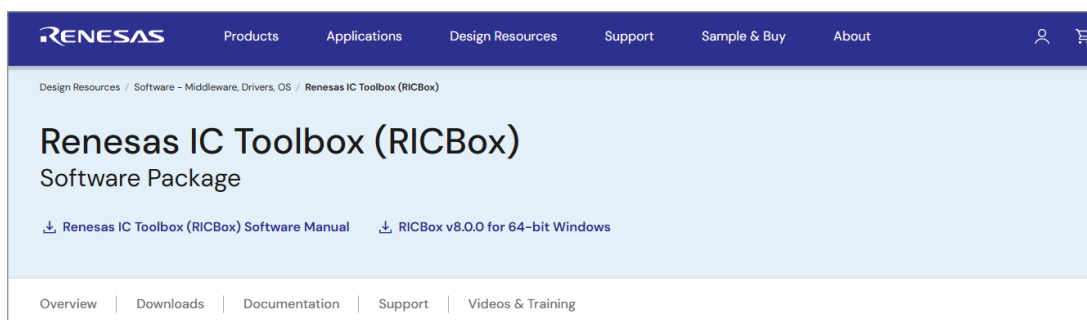 RENESAS Products Applications Design Resources Support Sample & Buy About
Design Resources / Software – Middleware, Drivers, OS / Renesas IC Toolbox (RICBox)
Renesas IC Toolbox (RICBox)
Software Package
Renesas IC Toolbox (RICBox) Software Manual RICBox v8.0.0 for 64-bit Windows
Overview Downloads Documentation Support Videos & Training